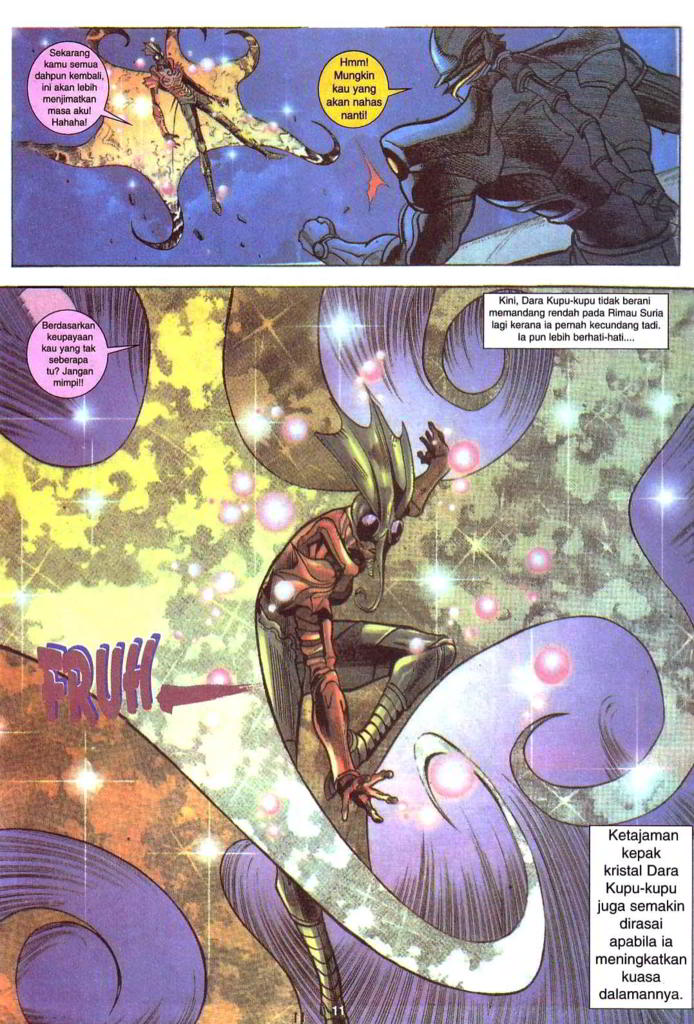 Sekarang
kamu semua
dahpun kembali,
ini akan lebih
menjimatkan
masa aku!
Hahaha!
Hmm!
Mungkin
kau yang
akan nahas
nanti!
Berdasarkan
keupayaan
kau yang tak
seberapa
tu? Jangan
mimpi!!
Kini, Dara Kupu-kupu tidak berani
memandang rendah pada Rimau Suria
lagi kerana ia pernah kecundang tadi.
Ia pun lebih berhati-hati....
FRUH
Ketajaman
kepak
kristal Dara
Kupu-kupu
juga semakin
dirasai
apabila ia
meningkatkan
kuasa
dalamannya.
11